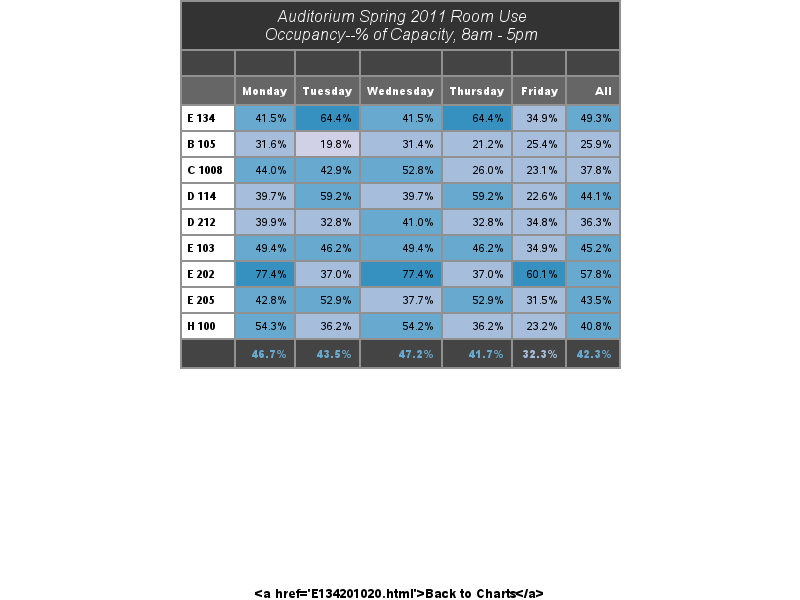 Auditorium Spring 2011 Room Use
Occupancy--% of Capacity, 8am - 5pm
Monday Tuesday Wednesday Thursday Friday All
E 134 41.5% 64.4% 41.5% 64.4% 34.9% 49.3%
B 105 31.6% 19.8% 31.4% 21.2% 25.4% 25.9%
C 1008 44.0% 42.9% 52.8% 26.0% 23.1% 37.8%
D 114 39.7% 59.2% 39.7% 59.2% 22.6% 44.1%
D 212 39.9% 32.8% 41.0% 32.8% 34.8% 36.3%
E 103 49.4% 46.2% 49.4% 46.2% 34.9% 45.2%
E 202 77.4% 37.0% 77.4% 37.0% 60.1% 57.8%
E 205 42.8% 52.9% 37.7% 52.9% 31.5% 43.5%
H 100 54.3% 36.2% 54.2% 36.2% 23.2% 40.8%
46.7% 43.5% 47.2% 41.7% 32.3% 42.3%
<a href='E134201020.html'>Back to Charts</a>